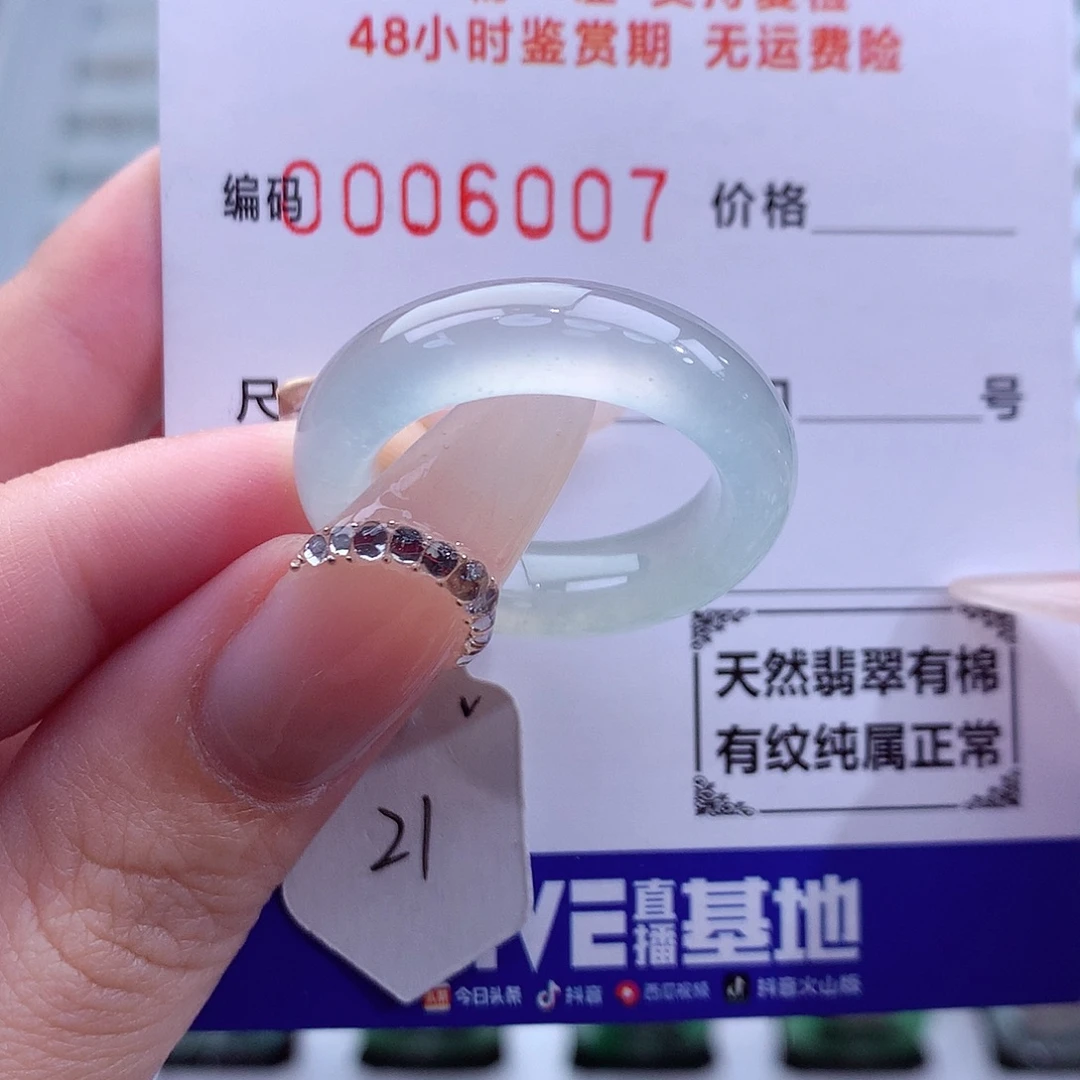 48小时鉴赏期 无运费险
编码0006007 价格
尺
号
天然翡翠有棉
有纹纯属正常
21
VE直播基地
今日头条 抖音 西瓜视频 抖音火山版